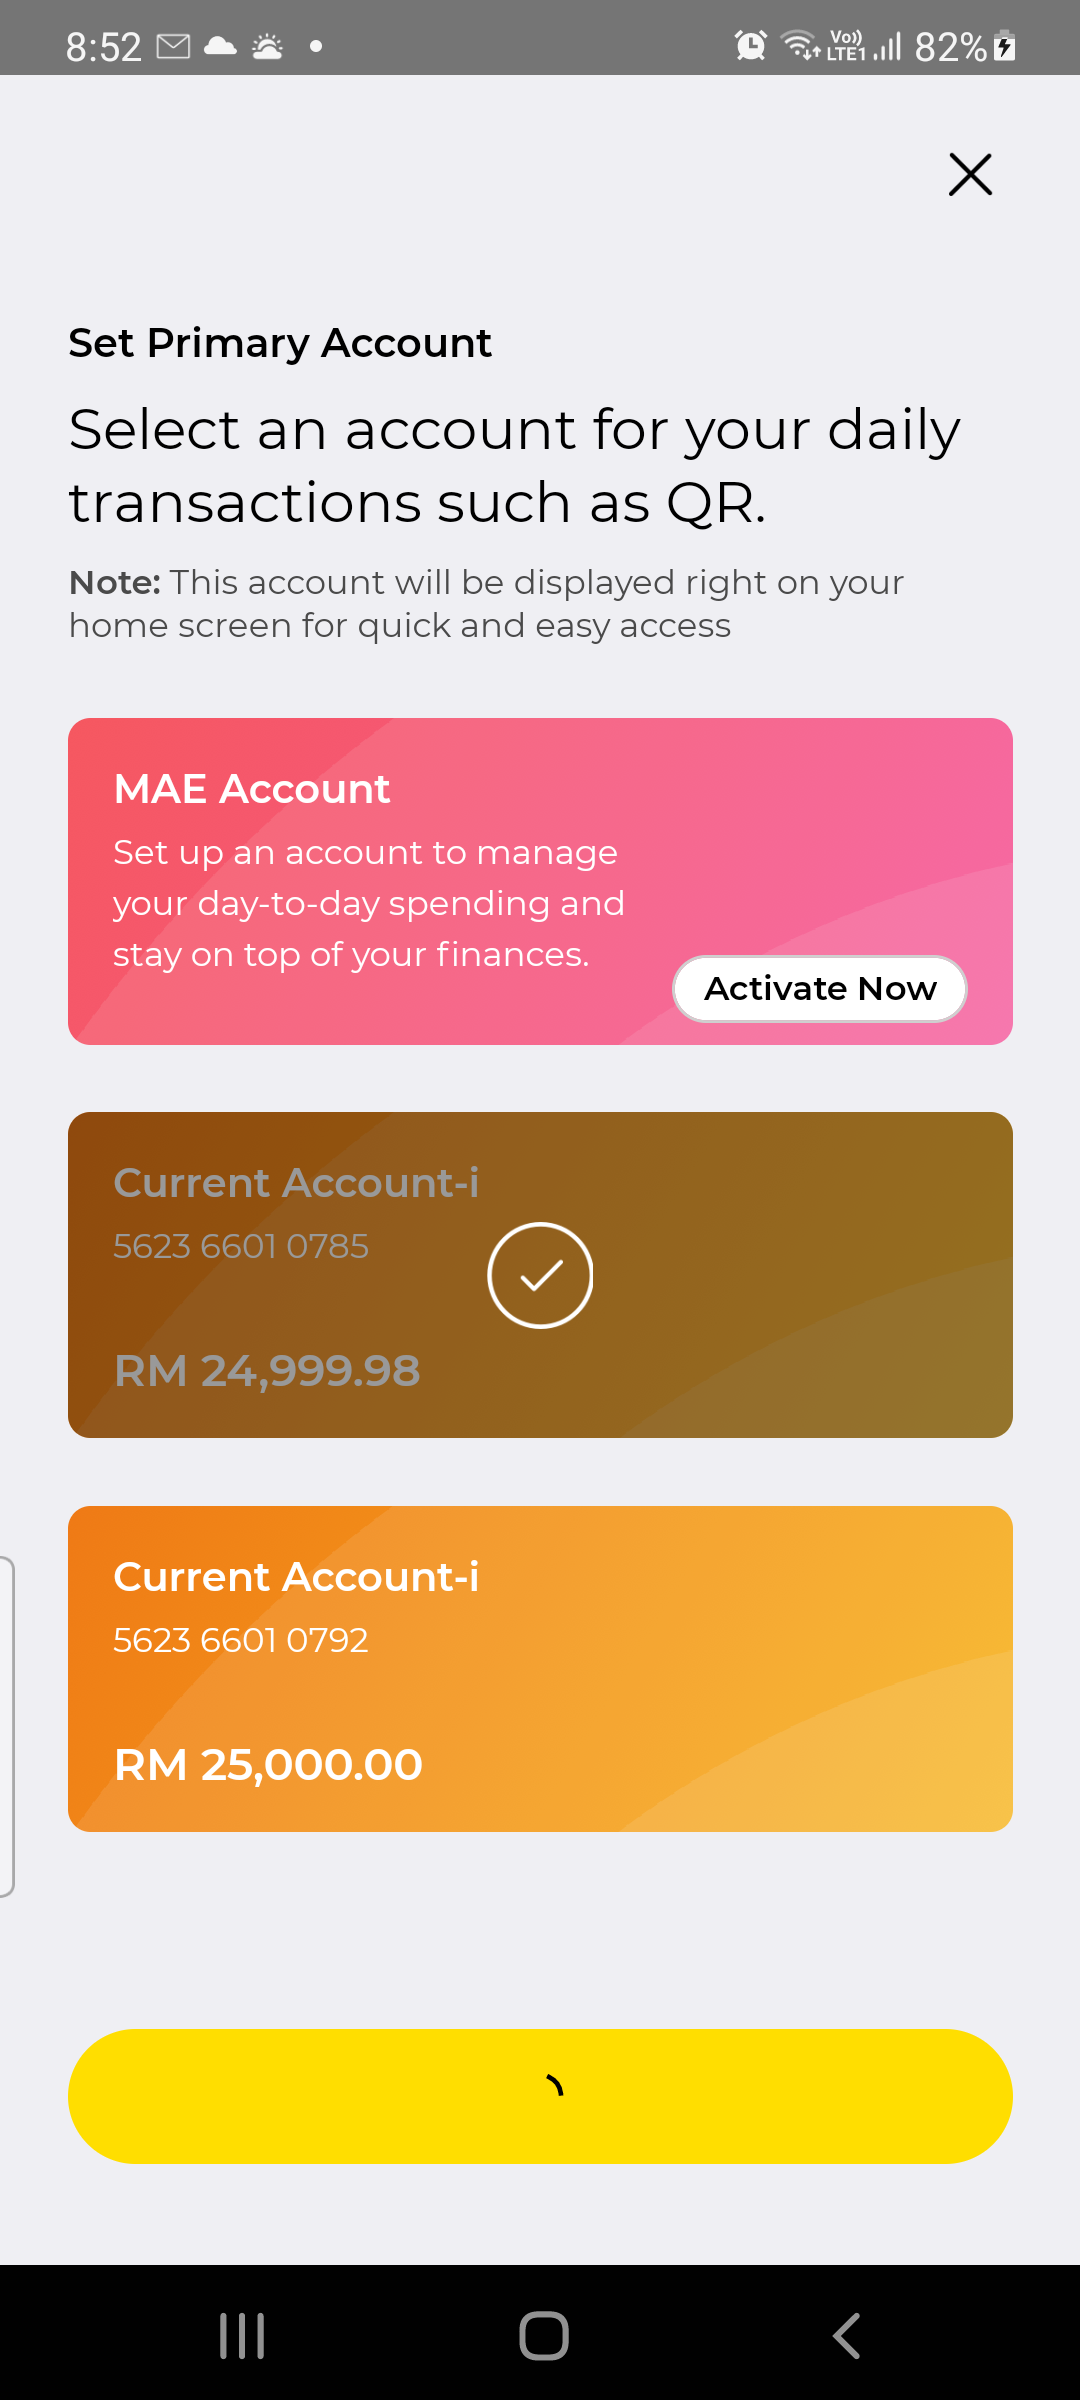 8:52
Vo)) LTE1 82%
Set Primary Account
Select an account for your daily
transactions such as QR.
Note: This account will be displayed right on your
home screen for quick and easy access
MAE Account
Set up an account to manage
your day-to-day spending and
stay on top of your finances.
Activate Now
Current Account-i
5623 6601 0785
RM 24,999.98
Current Account-i
5623 6601 0792
RM 25,000.00